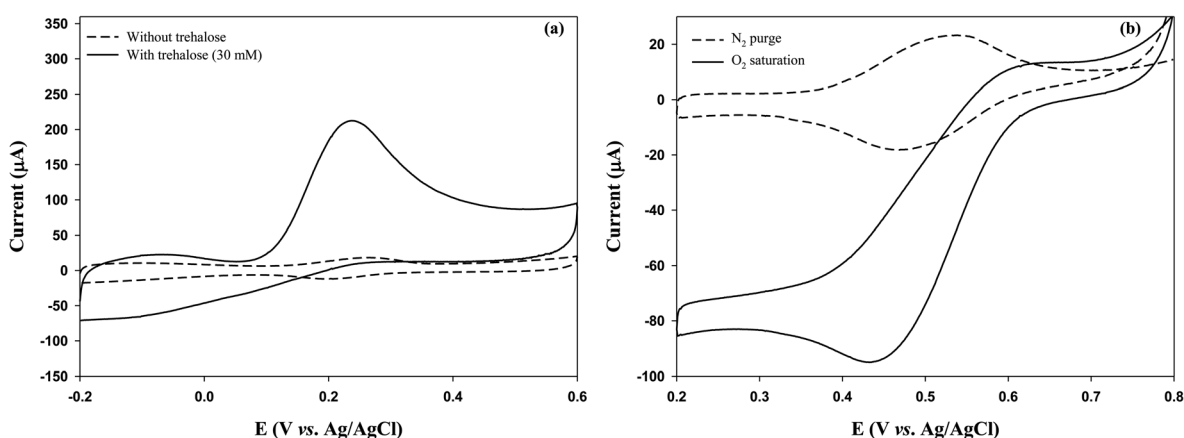 (a)
Without trehalose
With trehalose (30 mM)
Current (µA)
350
300
250
200
150
100
50
0
-50
-100
-150
-0.2 0.0 0.2 0.4 0.6
E (V vs. Ag/AgCl)
(b)
N₂ purge
O₂ saturation
Current (µA)
20
0
-20
-40
-60
-80
-100
0.2 0.3 0.4 0.5 0.6 0.7 0.8
E (V vs. Ag/AgCl)